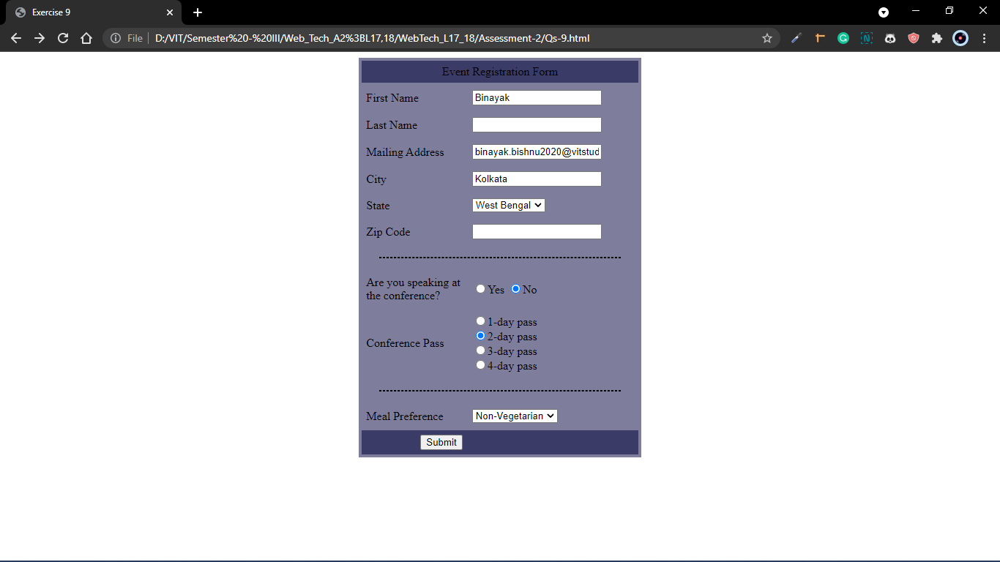 Exercise 9
File
D:/VIT/Semester%20-%20III/Web_Tech_A2%3BL17,18/WebTech_L17_18/Assessment-2/Qs-9.html
Event Registration Form
First Name Binayak
Last Name
Mailing Address binayak.bishnu2020@vitstud
City Kolkata
State West Bengal
Zip Code
Are you speaking at
the conference?
Yes No
1-day pass
2-day pass
Conference Pass
3-day pass
4-day pass
Meal Preference Non-Vegetarian
Submit